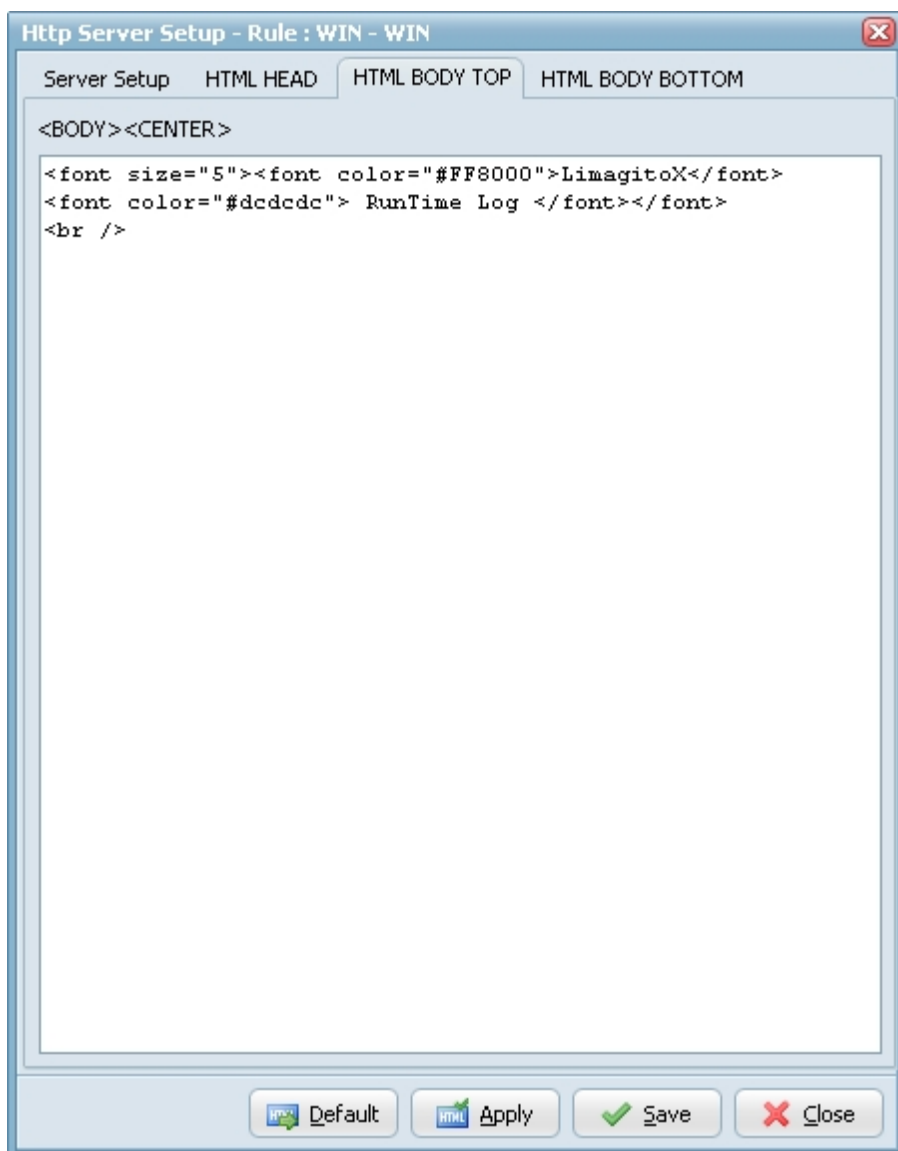 Http Server Setup - Rule : WIN - WIN
Server Setup HTML HEAD HTML BODY TOP HTML BODY BOTTOM
<BODY><CENTER>
<font size="5"><font color="#FF8000">LimagitoX</font>
<font color="#dcdcdc"> RunTime Log </font></font>
<br />
Default Apply Save Close